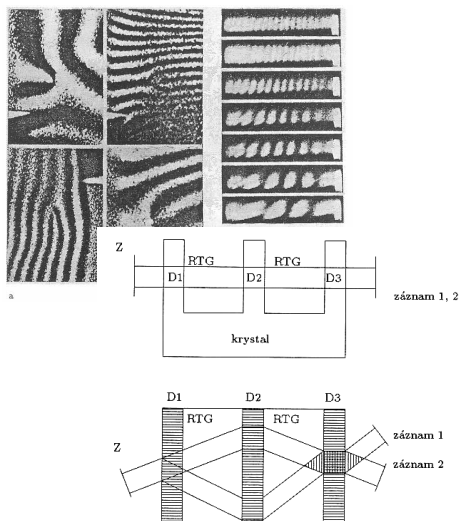 a
Z
RTG
RTG
D1
D2
D3
záznam 1, 2
krystal
D1
D2
D3
RTG
RTG
Z
záznam 1
záznam 2